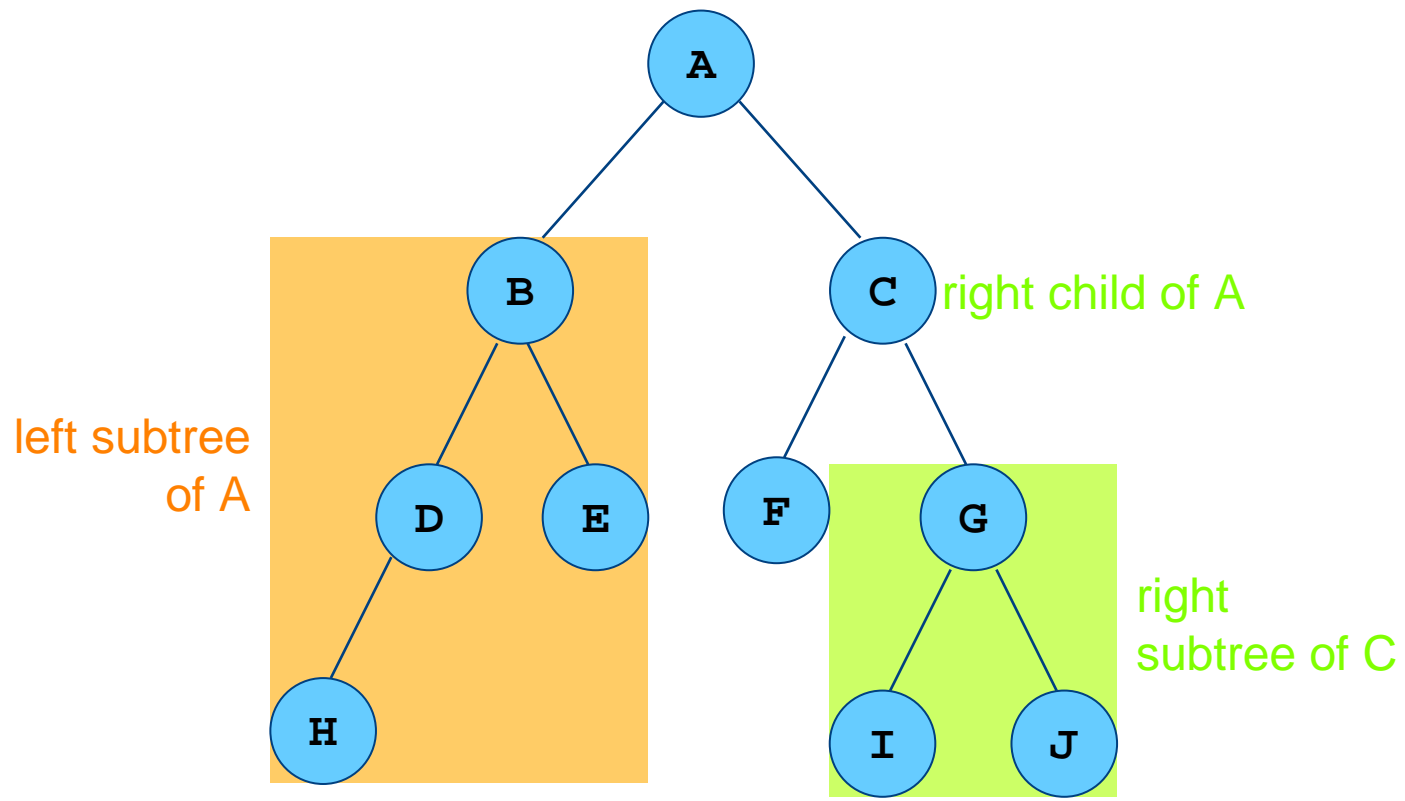 A
B
C
right child of A
left subtree
of A
D
E
F
G
right
subtree of C
H
I
J